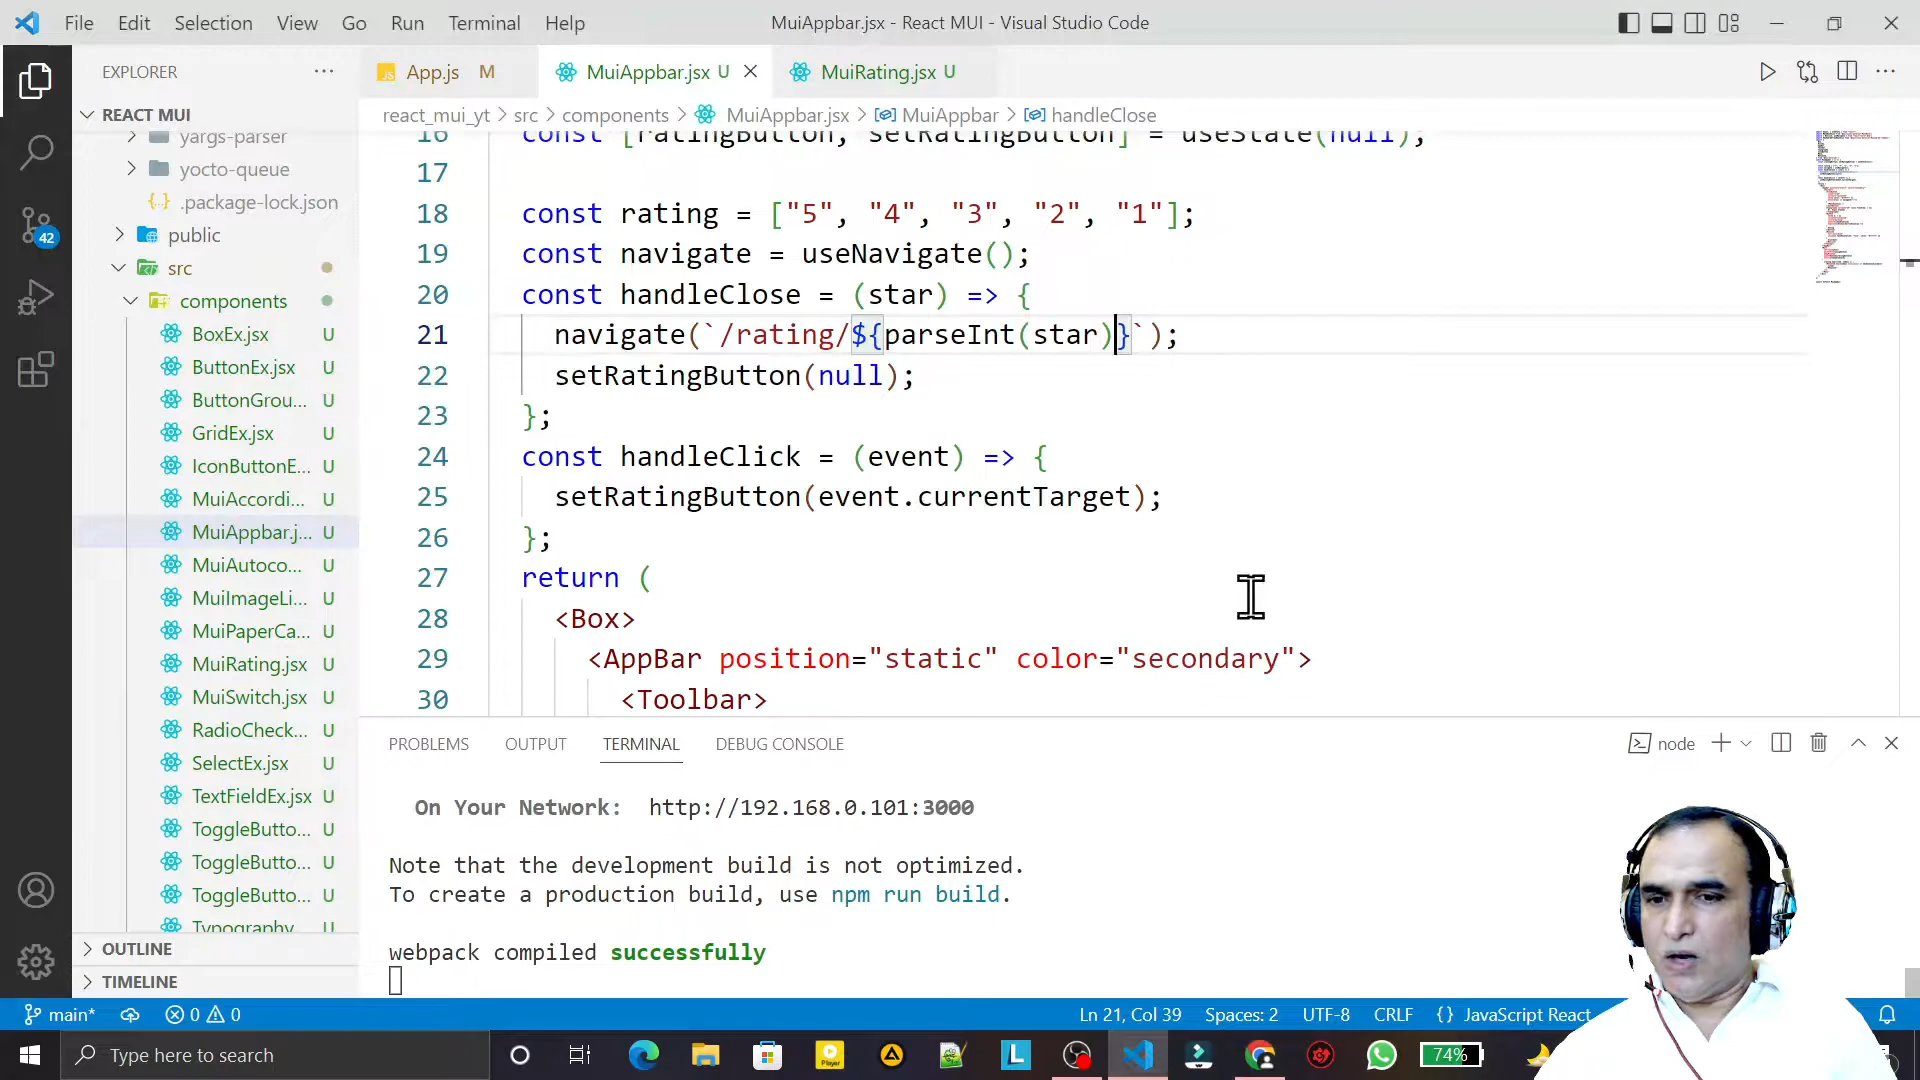 File Edit Selection View Go Run Terminal Help
MuiAppbar.jsx - React MUI - Visual Studio Code
EXPLORER
App.js M
MuiAppbar.jsx U
MuiRating.jsx U
REACT MUI
react_mui_yt > src > components > MuiAppbar.jsx > MuiAppbar > handleClose
yargs-parser
yocto-queue
.package-lock.json
public
src
components
BoxEx.jsx U
ButtonEx.jsx U
ButtonGrou... U
GridEx.jsx U
IconButtonE... U
MuiAccordi... U
MuiAppbar.j... U
MuiAutoco... U
MuiImageLi... U
MuiPaperCa... U
MuiRating.jsx U
MuiSwitch.jsx U
RadioCheck... U
SelectEx.jsx U
TextFieldEx.jsx U
ToggleButto... U
ToggleButto... U
ToggleButto... U
Typography U
OUTLINE
TIMELINE
16 const [ratingButton, setRatingButton] = useState(null);
17
18 const rating = ["5", "4", "3", "2", "1"];
19 const navigate = useNavigate();
20 const handleClose = (star) => {
21 navigate(`/rating/${parseInt(star)}`);
22 setRatingButton(null);
23 };
24 const handleClick = (event) => {
25 setRatingButton(event.currentTarget);
26 };
27 return (
28 <Box>
29 <AppBar position="static" color="secondary">
30 <Toolbar>
PROBLEMS OUTPUT TERMINAL DEBUG CONSOLE
node
On Your Network: http://192.168.0.101:3000
Note that the development build is not optimized.
To create a production build, use npm run build.
webpack compiled successfully
42
main* 0 0
Ln 21, Col 39 Spaces: 2 UTF-8 CRLF {} JavaScript React
Type here to search
74%